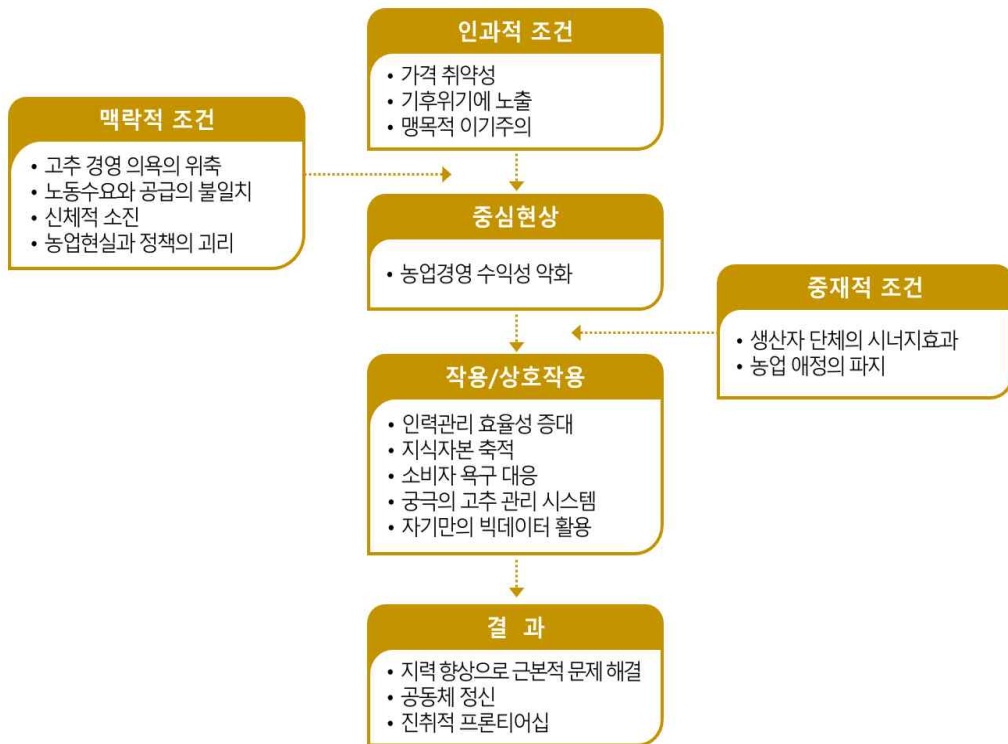 인과적 조건
• 가격 취약성
• 기후위기에 노출
• 맹목적 이기주의
맥락적 조건
• 고추 경영 의욕의 위축
• 노동수요와 공급의 불일치
• 신체적 소진
• 농업현실과 정책의 괴리
중심현상
• 농업경영 수익성 악화
중재적 조건
• 생산자 단체의 시너지효과
• 농업 애정의 파지
작용/상호작용
• 인력관리 효율성 증대
• 지식자본 축적
• 소비자 욕구 대응
• 궁극의 고추 관리 시스템
• 자기만의 빅데이터 활용
결 과
• 지력 향상으로 근본적 문제 해결
• 공동체 정신
• 진취적 프론티어십